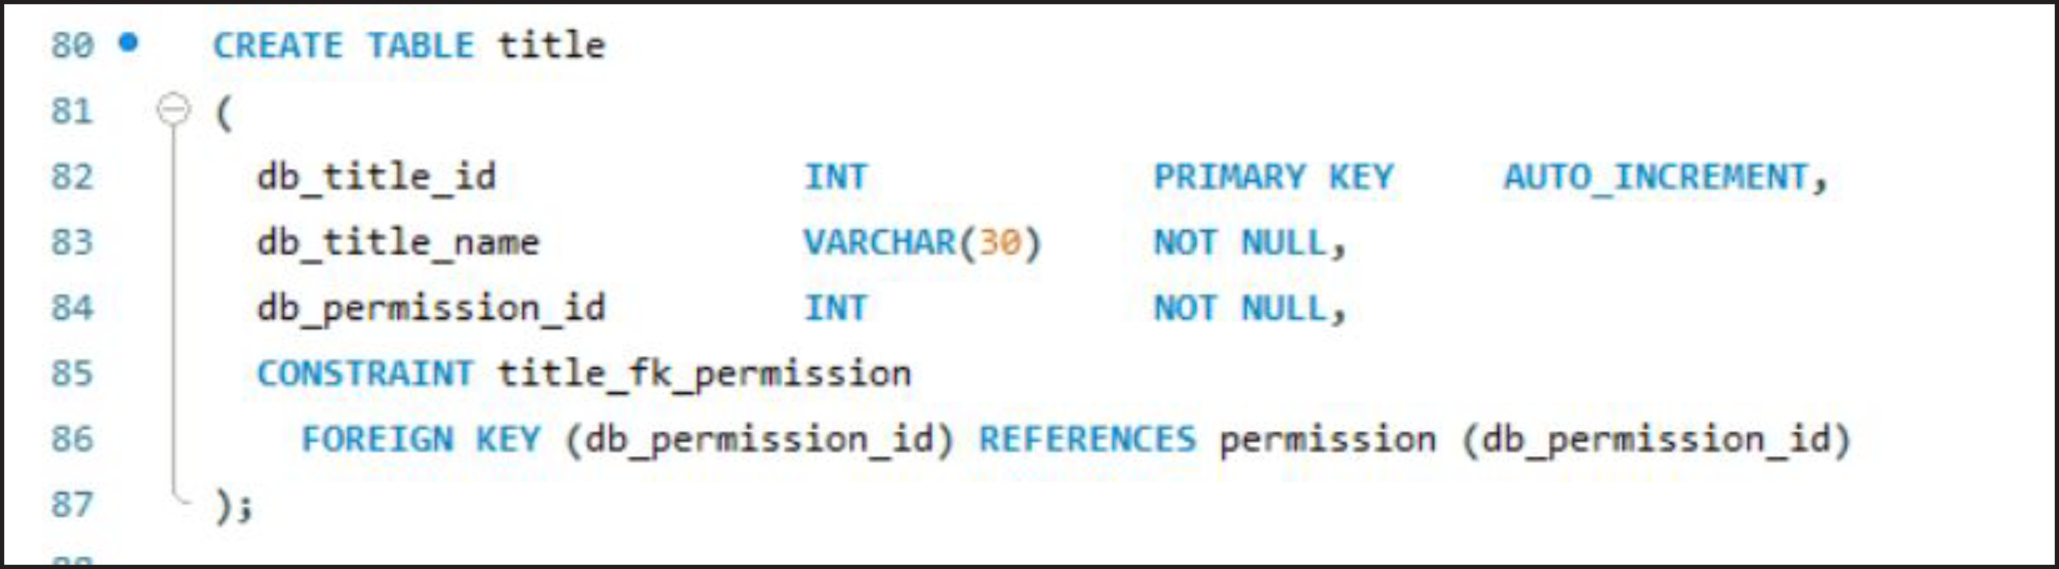 80 CREATE TABLE title
81 (
82 db_title_id INT PRIMARY KEY AUTO_INCREMENT,
83 db_title_name VARCHAR(30) NOT NULL,
84 db_permission_id INT NOT NULL,
85 CONSTRAINT title_fk_permission
86 FOREIGN KEY (db_permission_id) REFERENCES permission (db_permission_id)
87 );